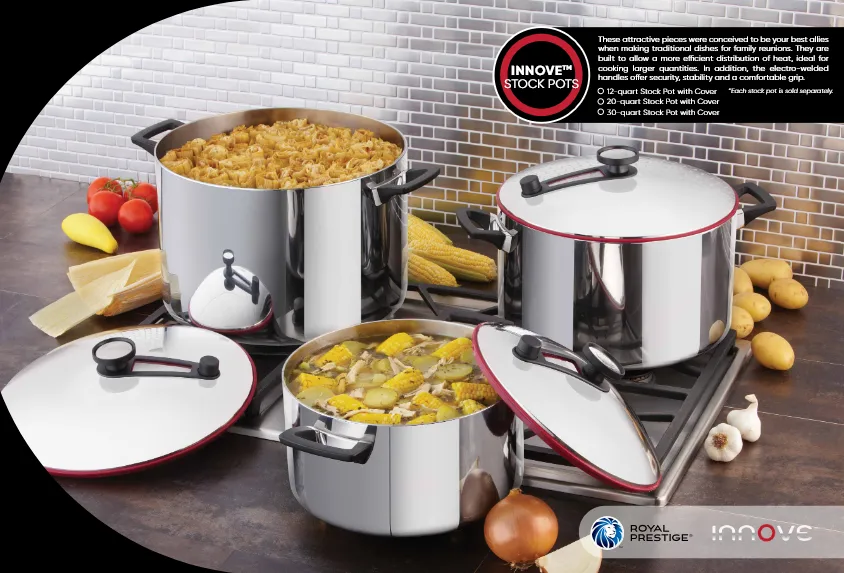 INNOVE™
STOCK POTS
These attractive pieces were conceived to be your best allies
when making traditional dishes for family reunions. They are
built to allow a more efficient distribution of heat, ideal for
cooking larger quantities. In addition, the electro-welded
handles offer security, stability and a comfortable grip.
O 12-quart Stock Pot with Cover *Each stock pot is sold separately.
O 20-quart Stock Pot with Cover
O 30-quart Stock Pot with Cover
ROYAL
PRESTIGE®
INNOVE